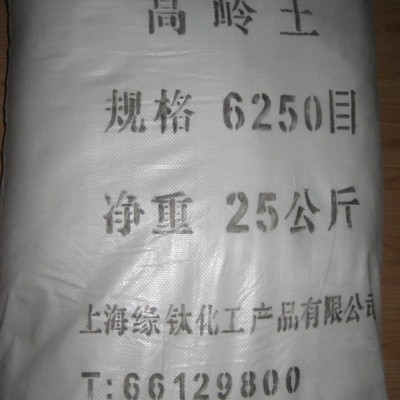 高岭土
规格 6250目
净重 25公斤
上海缘钛化工产品有限公司
T:66129800